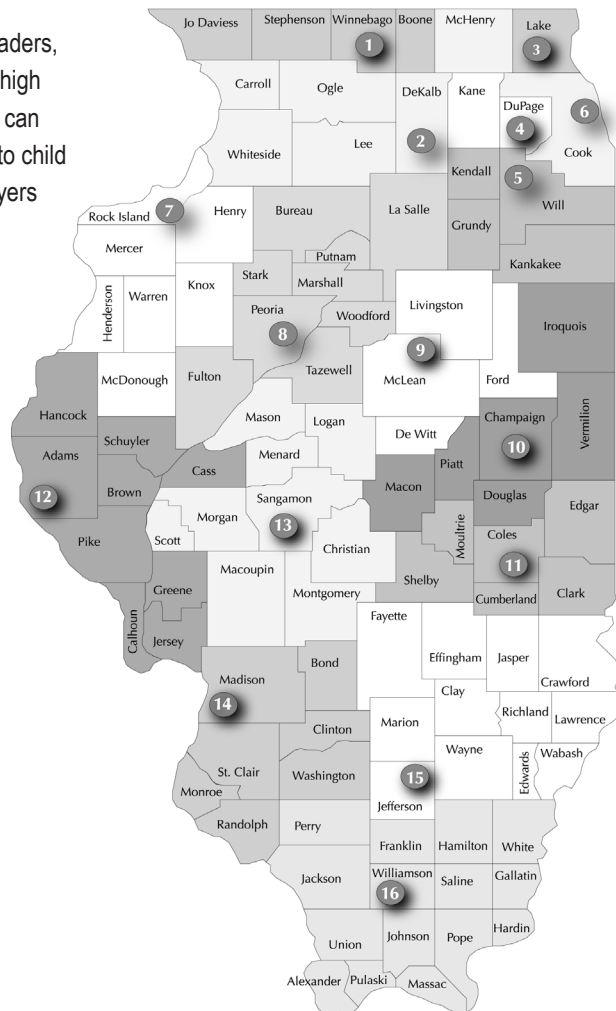 aders,
high
can
to child
yers
Jo Daviess
Stephenson
Winnebago
Boone
McHenry
Lake
1
3
Carroll
Ogle
DeKalb
Kane
DuPage
6
4
2
Cook
Whiteside
Lee
Kendall
5
Will
Rock Island
7
Henry
Bureau
La Salle
Grundy
Mercer
Putnam
Kankakee
Stark
Marshall
Henderson
Warren
Knox
Peoria
Woodford
Livingston
Iroquois
8
9
McDonough
Fulton
Tazewell
McLean
Ford
Hancock
Mason
Logan
Champaign
Vermilion
De Witt
Schuyler
Adams
Menard
10
Piatt
Cass
12
Brown
Sangamon
Macon
Douglas
Edgar
Morgan
13
Scott
Moultrie
Coles
Pike
Christian
11
Macoupin
Shelby
Greene
Montgomery
Cumberland
Clark
Calhoun
Fayette
Jersey
Effingham
Jasper
Bond
Madison
Clay
Crawford
14
Richland
Lawrence
Marion
Clinton
Wayne
Edwards
Wabash
St. Clair
Washington
15
Monroe
Jefferson
Randolph
Perry
Franklin
Hamilton
White
Jackson
Williamson
Saline
Gallatin
16
Union
Johnson
Pope
Hardin
Alexander
Pulaski
Massac